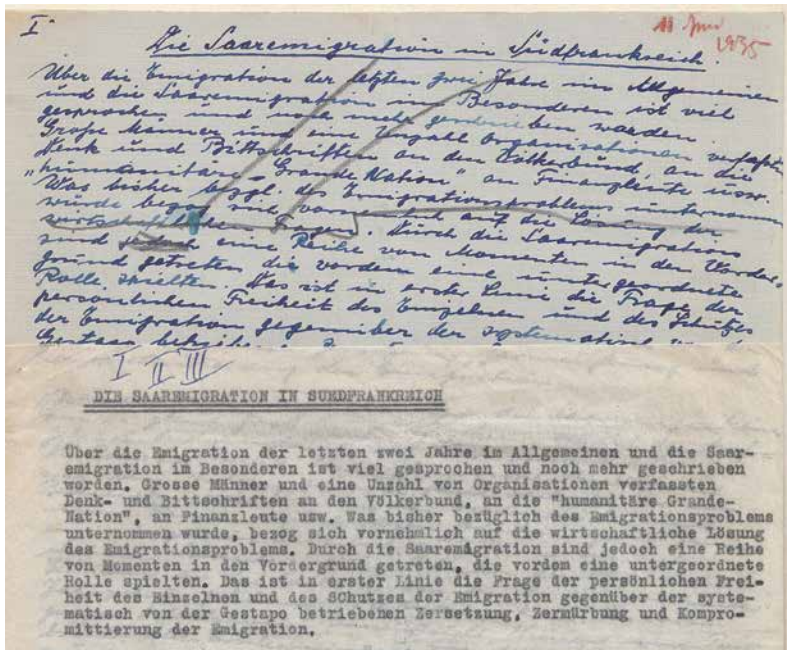 I
11 Juni
1935
Die Saaremigration in Südfrankreich.
Über die Emigration der letzten zwei Jahre im Allgemeinen
und die Saaremigration im Besonderen ist viel
gesprochen und noch mehr geschrieben worden.
Große Männer und eine Unzahl Organisationen verfaßten
Denk und Bittschriften an den Völkerbund, an die
„humanitäre Grande Nation" an Finanzleute usw.
Was bisher bezgl. des Emigrationsproblems unternommen
wurde bezog sich vornehmlich auf die Lösung der
wirtschaftlichen Fragen. Durch die Saaremigration
sind jedoch eine Reihe von Momenten in den Vorder-
grund getreten die vordem eine untergeordnete
Rolle spielten. Das ist in erster Linie die Frage der
persönlichen Freiheit des Einzelnen und des Schutzes
der Emigration gegenüber der systematisch
I II III
DIE SAAREMIGRATION IN SUEDFRANKREICH
Über die Emigration der letzten zwei Jahre im Allgemeinen und die Saar-
emigration im Besonderen ist viel gesprochen und noch mehr geschrieben
worden. Grosse Männer und eine Unzahl von Organisationen verfassten
Denk- und Bittschriften an den Völkerbund, an die "humanitäre Grande-
Nation", an Finanzleute usw. Was bisher bezüglich des Emigrationsproblems
unternommen wurde, bezog sich vornehmlich auf die wirtschaftliche Lösung
des Emigrationsproblems. Durch die Saaremigration sind jedoch eine Reihe
von Momenten in den Vordergrund getreten, die vordem eine untergeordnete
Rolle spielten. Das ist in erster Linie die Frage der persönlichen Frei-
heit des Einzelnen und des SChutzes der Emigration gegenüber der syste-
matisch von der Gestapo betriebenen Zersetzung, Zermürbung und Kompro-
mittierung der Emigration.